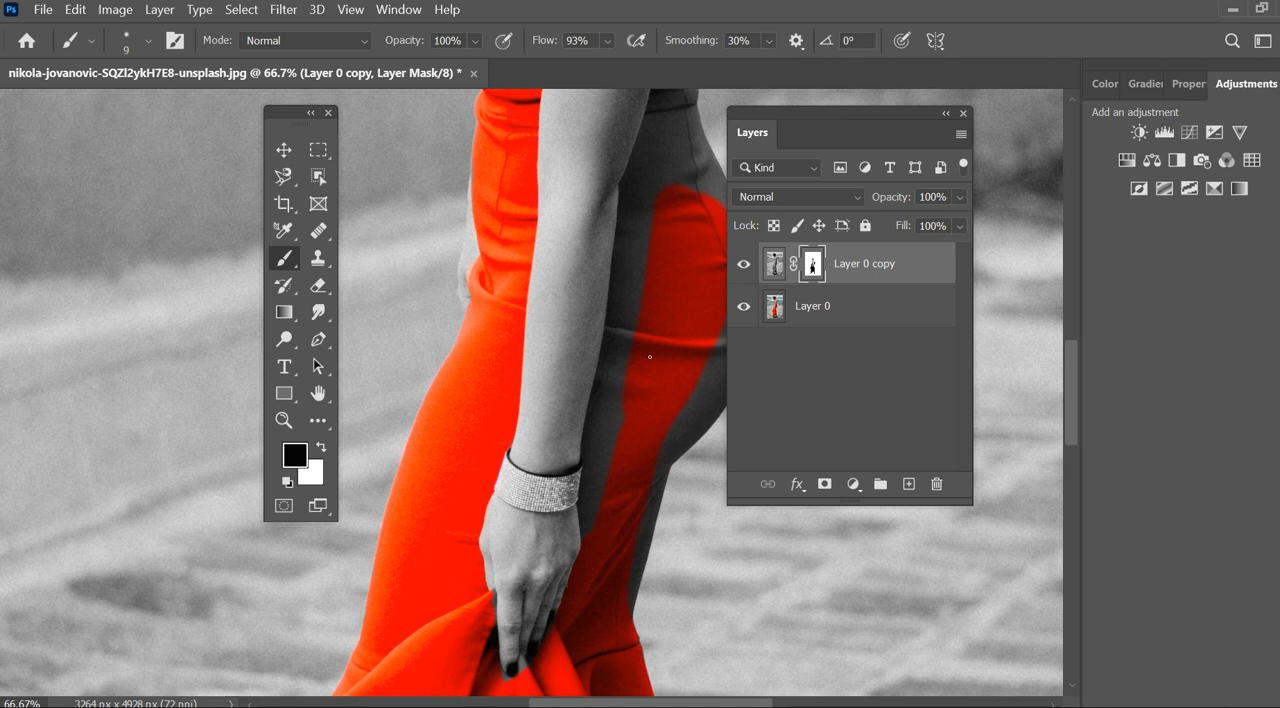 Ps File Edit Image Layer Type Select Filter 3D View Window Help
9 Mode: Normal Opacity: 100% Flow: 93% Smoothing: 30% 0°
nikola-jovanovic-SQZl2ykH7E8-unsplash.jpg @ 66.7% (Layer 0 copy, Layer Mask/8) * ×
Color Gradier Proper Adjustments
Add an adjustment
Layers
Kind
Normal Opacity: 100%
Lock: Fill: 100%
Layer 0 copy
Layer 0
fx
66.67% 3264 px x 4928 px (72 ppi)